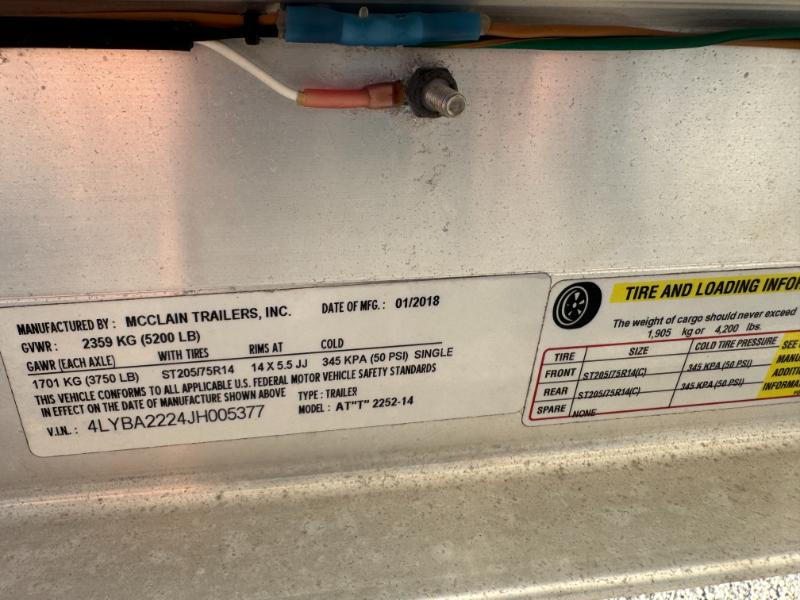 MANUFACTURED BY : MCCLAIN TRAILERS, INC. DATE OF MFG. : 01/2018
GVWR : 2359 KG (5200 LB)
GAWR (EACH AXLE) WITH TIRES RIMS AT COLD
1701 KG (3750 LB) ST205/75R14 14 X 5.5 JJ 345 KPA (50 PSI) SINGLE
THIS VEHICLE CONFORMS TO ALL APPLICABLE U.S. FEDERAL MOTOR VEHICLE SAFETY STANDARDS
IN EFFECT ON THE DATE OF MANUFACTURE SHOWN ABOVE TYPE : TRAILER
V.I.N. : 4LYBA2224JH005377 MODEL : AT"T" 2252-14
TIRE AND LOADING INFOR
The weight of cargo should never exceed
1,905 kg or 4,200 lbs.
TIRE SIZE COLD TIRE PRESSURE
FRONT ST205/75R14(C) 345 KPA (50 PSI)
REAR ST205/75R14(C) 345 KPA (50 PSI)
SPARE NONE
SEE
MANU
ADDITI
INFORMA